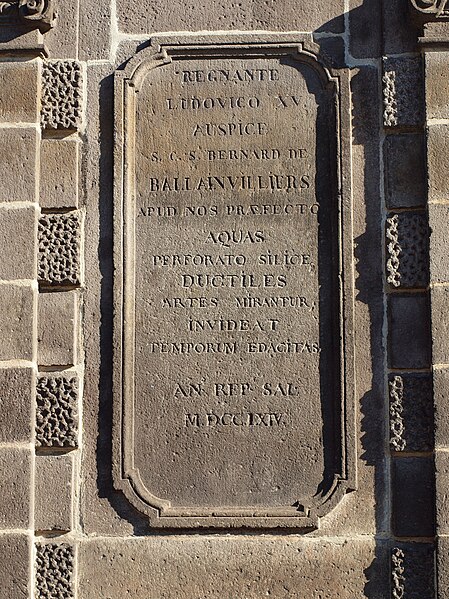 REGNANTE
LUDOVICO XV.
AUSPICE
S. C. S. BERNARD DE
BALLAINVILLIERS
APUD NOS PRÆFECTO
AQUAS
PERFORATO SILICE,
DUCTILES
ARTES MIRANTUR,
INVIDEAT
TEMPORUM EDACITAS.
AN. REP. SAL.
M.DCC.LXIV.